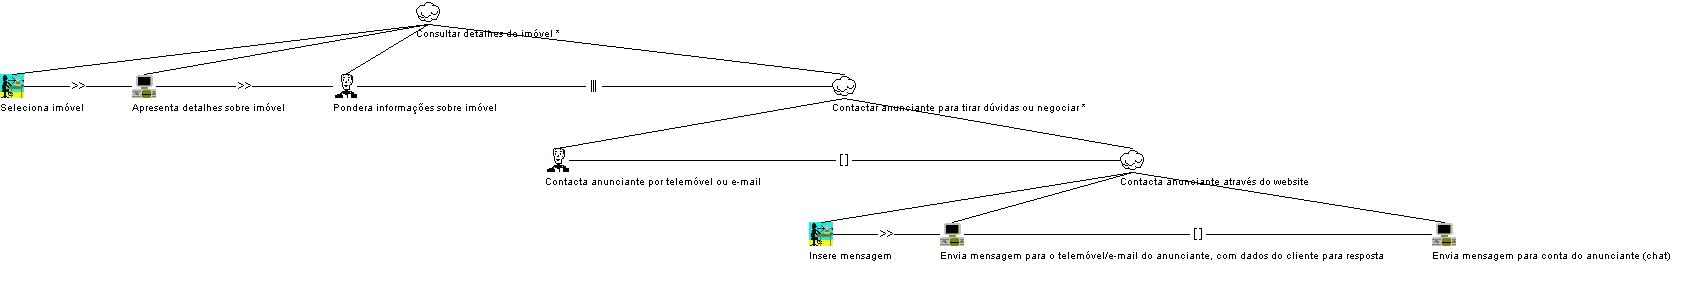 Consultar detalhes do imóvel *
>>
>>
|||
Seleciona imóvel
Apresenta detalhes sobre imóvel
Pondera informações sobre imóvel
Contactar anunciante para tirar dúvidas ou negociar *
[]
Contacta anunciante por telemóvel ou e-mail
Contacta anunciante através do website
>>
[]
Insere mensagem
Envia mensagem para o telemóvel/e-mail do anunciante, com dados do cliente para resposta
Envia mensagem para conta do anunciante (chat)